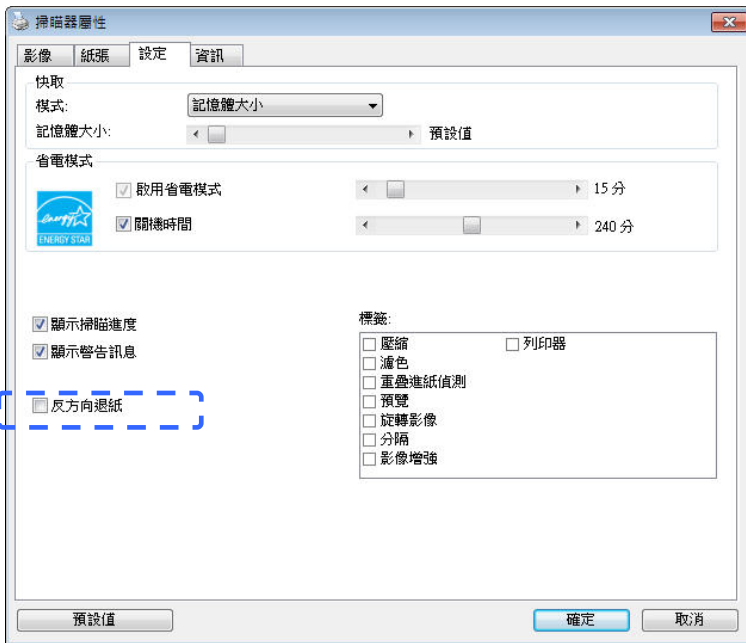 掃瞄器屬性
影像 紙張 設定 資訊
快取
模式: 記憶體大小
記憶體大小: 預設值
省電模式
energy
ENERGY STAR
啟用省電模式 15 分
關機時間 240 分
顯示掃瞄進度
顯示警告訊息
反方向退紙
標籤:
壓縮 列印器
濾色
重疊進紙偵測
預覽
旋轉影像
分隔
影像增強
預設值 確定 取消